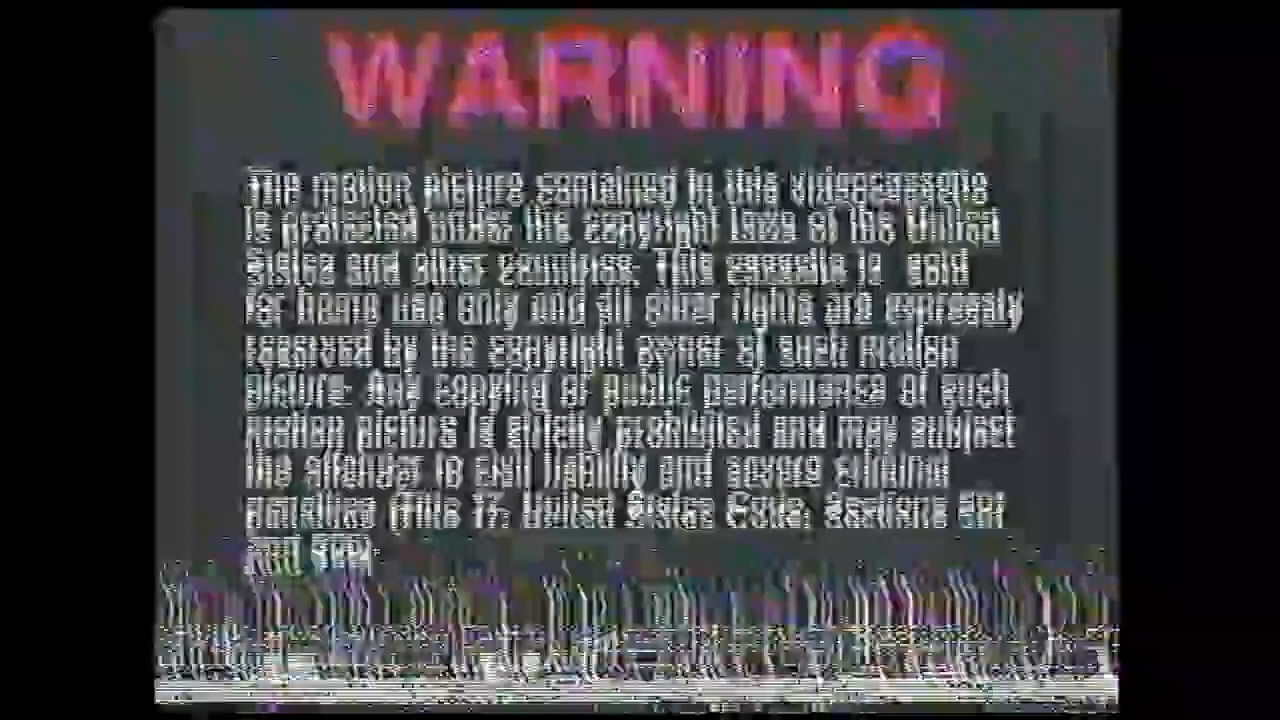 WARNING
The motion picture contained in this videocassette
is protected under the copyright laws of the United
States and other countries. This cassette is sold
for home use only and all other rights are expressly
reserved by the copyright owner of such motion
picture. Any copying or public performance of such
motion picture is strictly prohibited and may subject
the offender to civil liability and severe criminal
penalties (Title 17, United States Code, Sections 501
and 506).